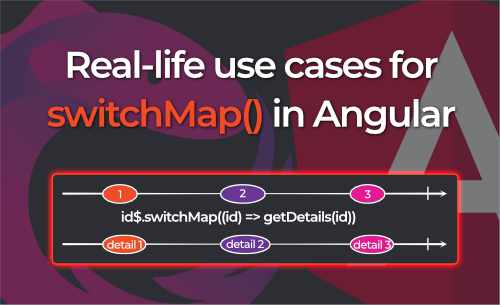 Real-life use cases for
switchMap() in Angular
1 2 3
id$.switchMap((id) => getDetails(id))
detail 1 detail 2 detail 3